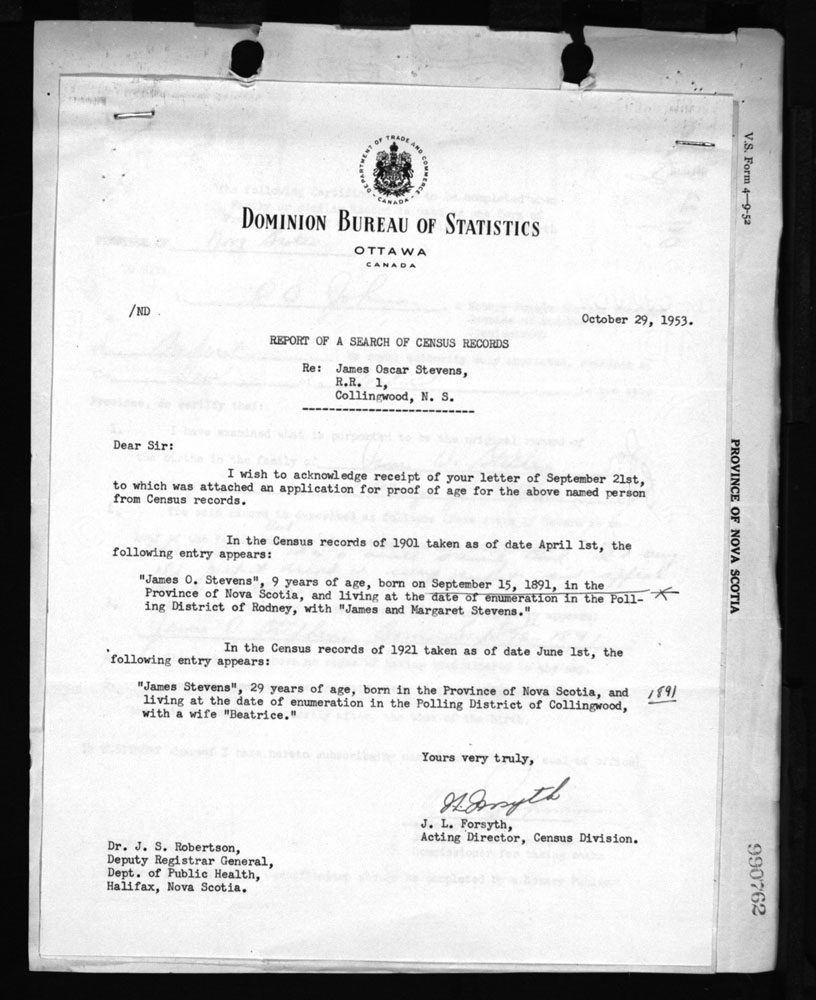 DEPARTMENT OF TRADE AND COMMERCE
CANADA
DOMINION BUREAU OF STATISTICS
OTTAWA
CANADA
/ND
October 29, 1953.
REPORT OF A SEARCH OF CENSUS RECORDS
Re: James Oscar Stevens,
R.R. 1,
Collingwood, N. S.
Dear Sir:
I wish to acknowledge receipt of your letter of September 21st,
to which was attached an application for proof of age for the above named person
from Census records.
In the Census records of 1901 taken as of date April 1st, the
following entry appears:
"James O. Stevens", 9 years of age, born on September 15, 1891, in the
Province of Nova Scotia, and living at the date of enumeration in the Poll-
ing District of Rodney, with "James and Margaret Stevens."
In the Census records of 1921 taken as of date June 1st, the
following entry appears:
"James Stevens", 29 years of age, born in the Province of Nova Scotia, and
living at the date of enumeration in the Polling District of Collingwood,
with a wife "Beatrice."
1891
Yours very truly,
J. L. Forsyth,
Acting Director, Census Division.
Dr. J. S. Robertson,
Deputy Registrar General,
Dept. of Public Health,
Halifax, Nova Scotia.
V.S. Form 4—9-52
PROVINCE OF NOVA SCOTIA
990762